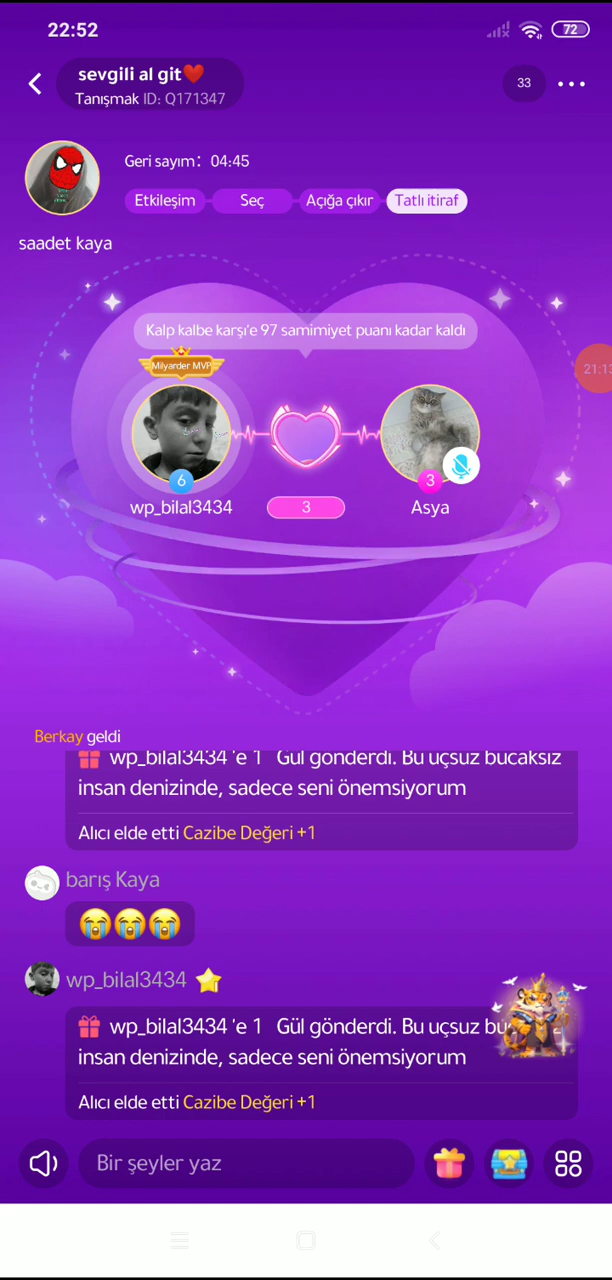 22:52
72
sevgili al git❤️
Tanışmak ID: Q171347
33
Geri sayım: 04:45
Etkileşim Seç Açığa çıkır Tatlı itiraf
saadet kaya
Kalp kalbe karşı'e 97 samimiyet puanı kadar kaldı
21:13
Milyarder MVP
6
3
wp_bilal3434
3
Asya
Berkay geldi
wp_bilal3434 'e 1 Gül gönderdi. Bu uçsuz bucaksız
insan denizinde, sadece seni önemsiyorum
Alıcı elde etti Cazibe Değeri +1
barış Kaya
😭😭😭
wp_bilal3434 ⭐
wp_bilal3434 'e 1 Gül gönderdi. Bu uçsuz
insan denizinde, sadece seni önemsiyorum
Alıcı elde etti Cazibe Değeri +1
Bir şeyler yaz